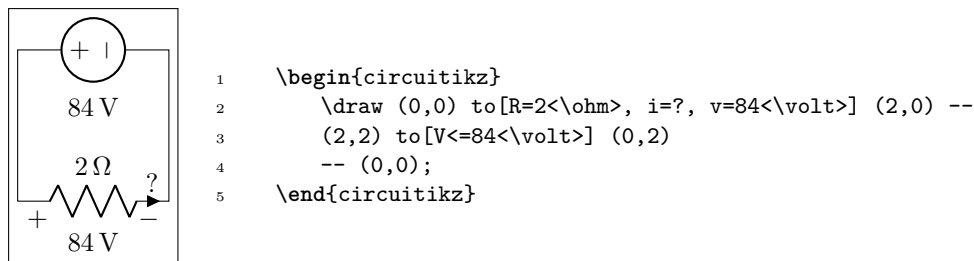 + −
84 V
2 Ω
?
+ −
84 V
1 \begin{circuitikz}
2 \draw (0,0) to[R=2<\ohm>, i=?, v=84<\volt>] (2,0) --
3 (2,2) to[V<=84<\volt>] (0,2)
4 -- (0,0);
5 \end{circuitikz}